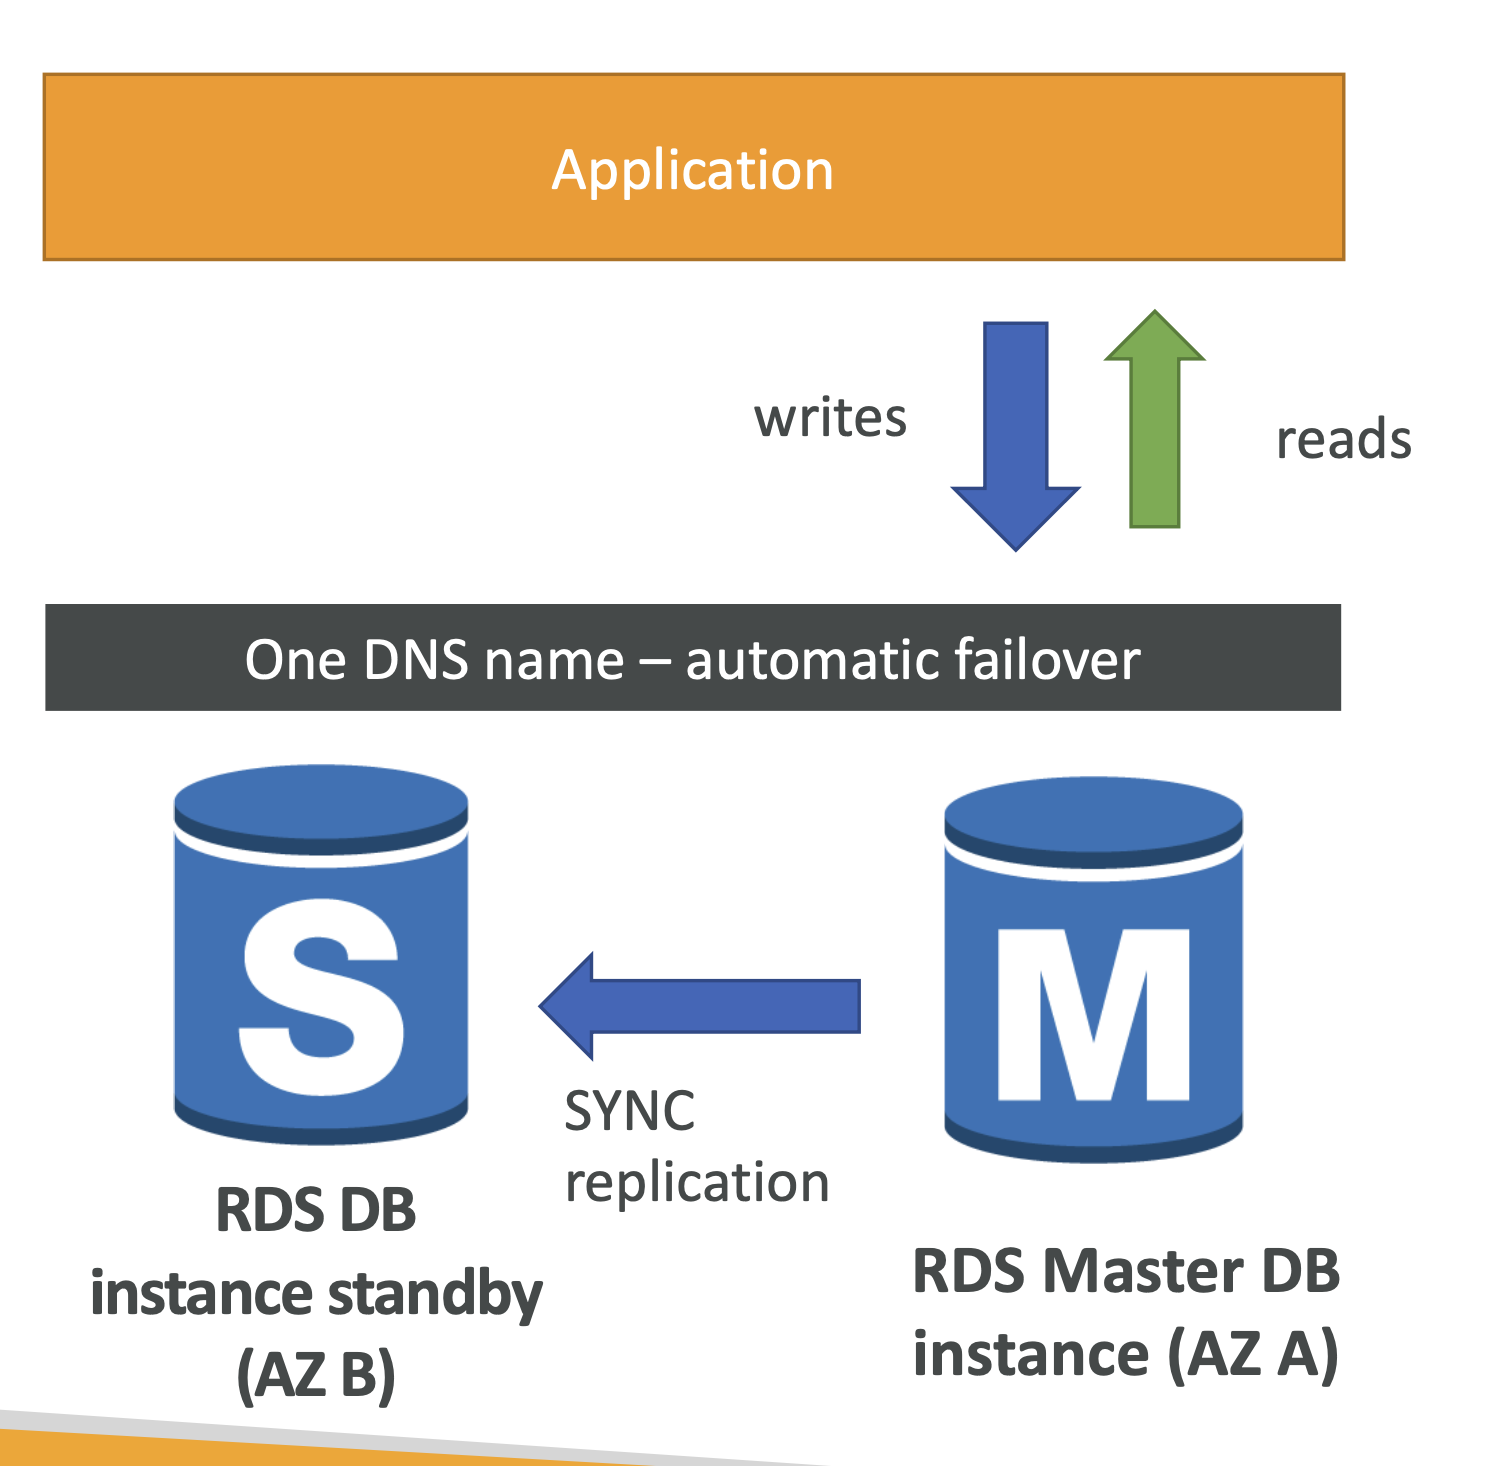 Application
writes
reads
One DNS name – automatic failover
S
M
SYNC
replication
RDS DB
instance standby
(AZ B)
RDS Master DB
instance (AZ A)